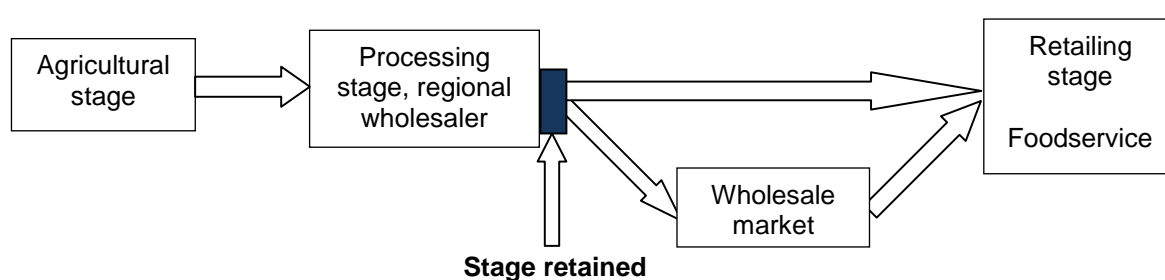 Agricultural
stage
Processing
stage, regional
wholesaler
Retailing
stage
Foodservice
Wholesale
market
Stage retained